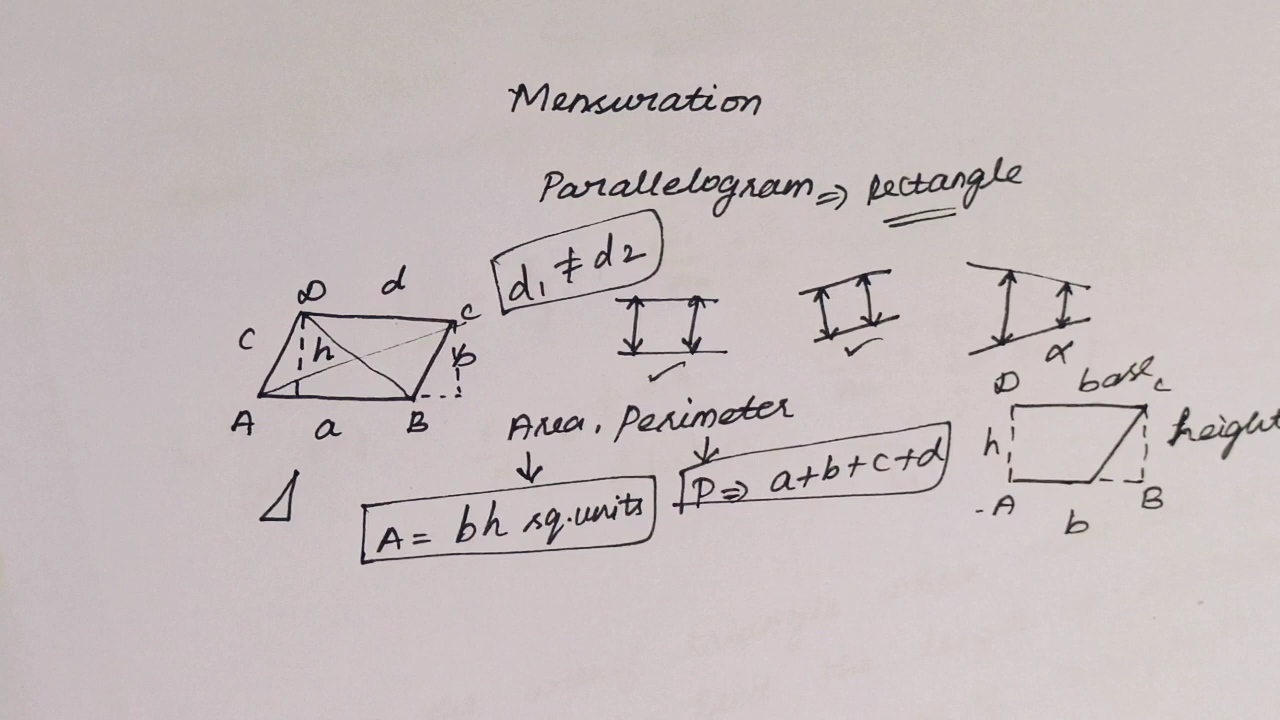 Mensuration
Parallelogram ⇒ Rectangle
d1 ≠ d2
D d C
C h b
A a B
Area, Perimeter
A = bh sq.units
P ⇒ a+b+c+d
D base C
h height
A b B